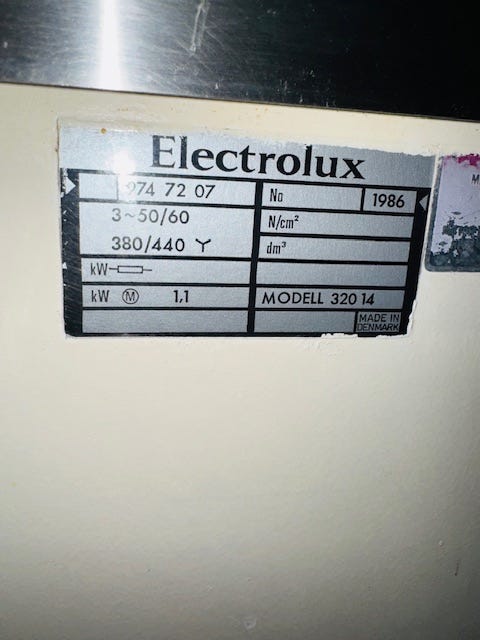 Electrolux
974 72 07 No 1986
3~50/60 N/cm²
380/440 Y dm³
kW
kW M 1,1 MODELL 320 14
MADE IN
DENMARK